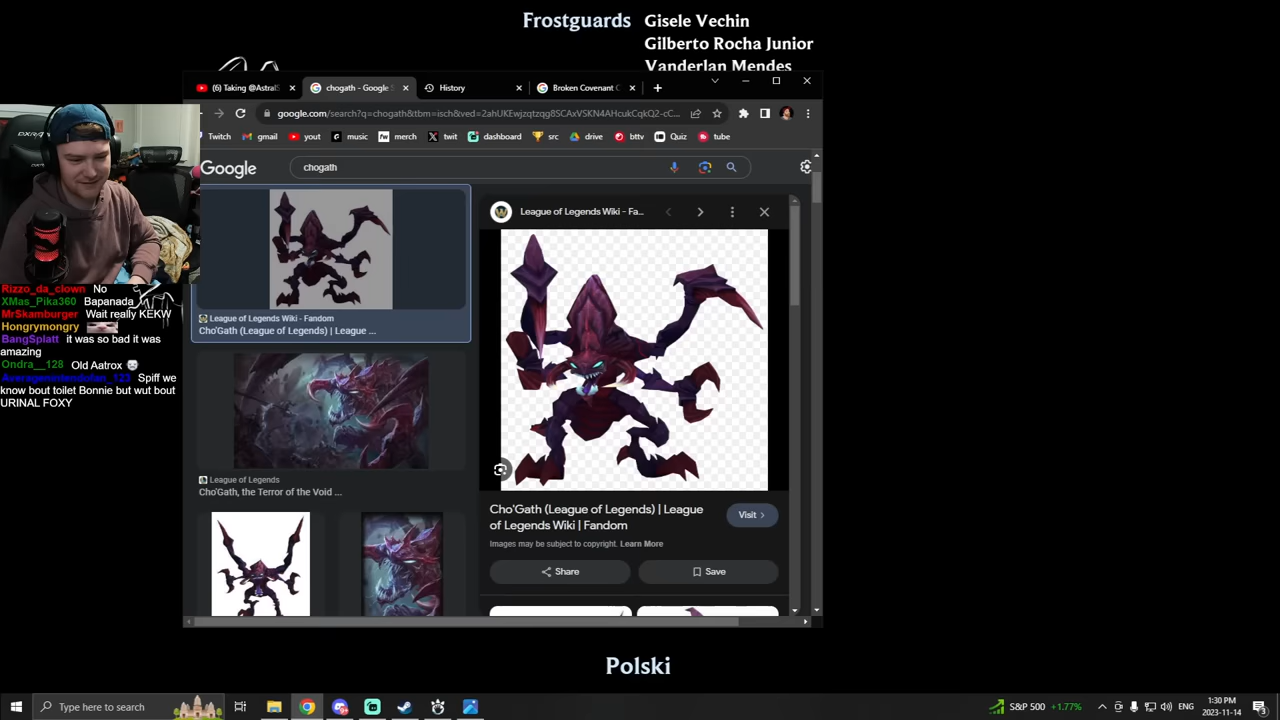 Frostguards
Gisele Vechin
Gilberto Rocha Junior
Vanderlan Mendes
(6) Taking @AstralS
chogath - Google S
History
Broken Covenant C
google.com/search?q=chogath&tbm=isch&ved=2ahUKEwjzqtzqg8SCAxVSKN4AHcukCqkQ2-cC...
Twitch
gmail
yout
music
merch
twit
dashboard
src
drive
bttv
Quiz
tube
Google
chogath
League of Legends Wiki - Fandom
Cho'Gath (League of Legends) | League ...
League of Legends
Cho'Gath, the Terror of the Void ...
League of Legends Wiki - Fa...
Cho'Gath (League of Legends) | League
of Legends Wiki | Fandom
Visit
Images may be subject to copyright. Learn More
Share
Save
DXRA
Rizzo_da_clown No
XMas_Pika360 Bapanada
MrSkamburger Wait really KEKW
Hongrymongry
BangSplatt it was so bad it was
amazing
Ondra__128 Old Aatrox
Spiff we
know bout toilet Bonnie but wut bout
URINAL FOXY
Polski
Type here to search
S&P 500 +1.77%
ENG
1:30 PM
2023-11-14